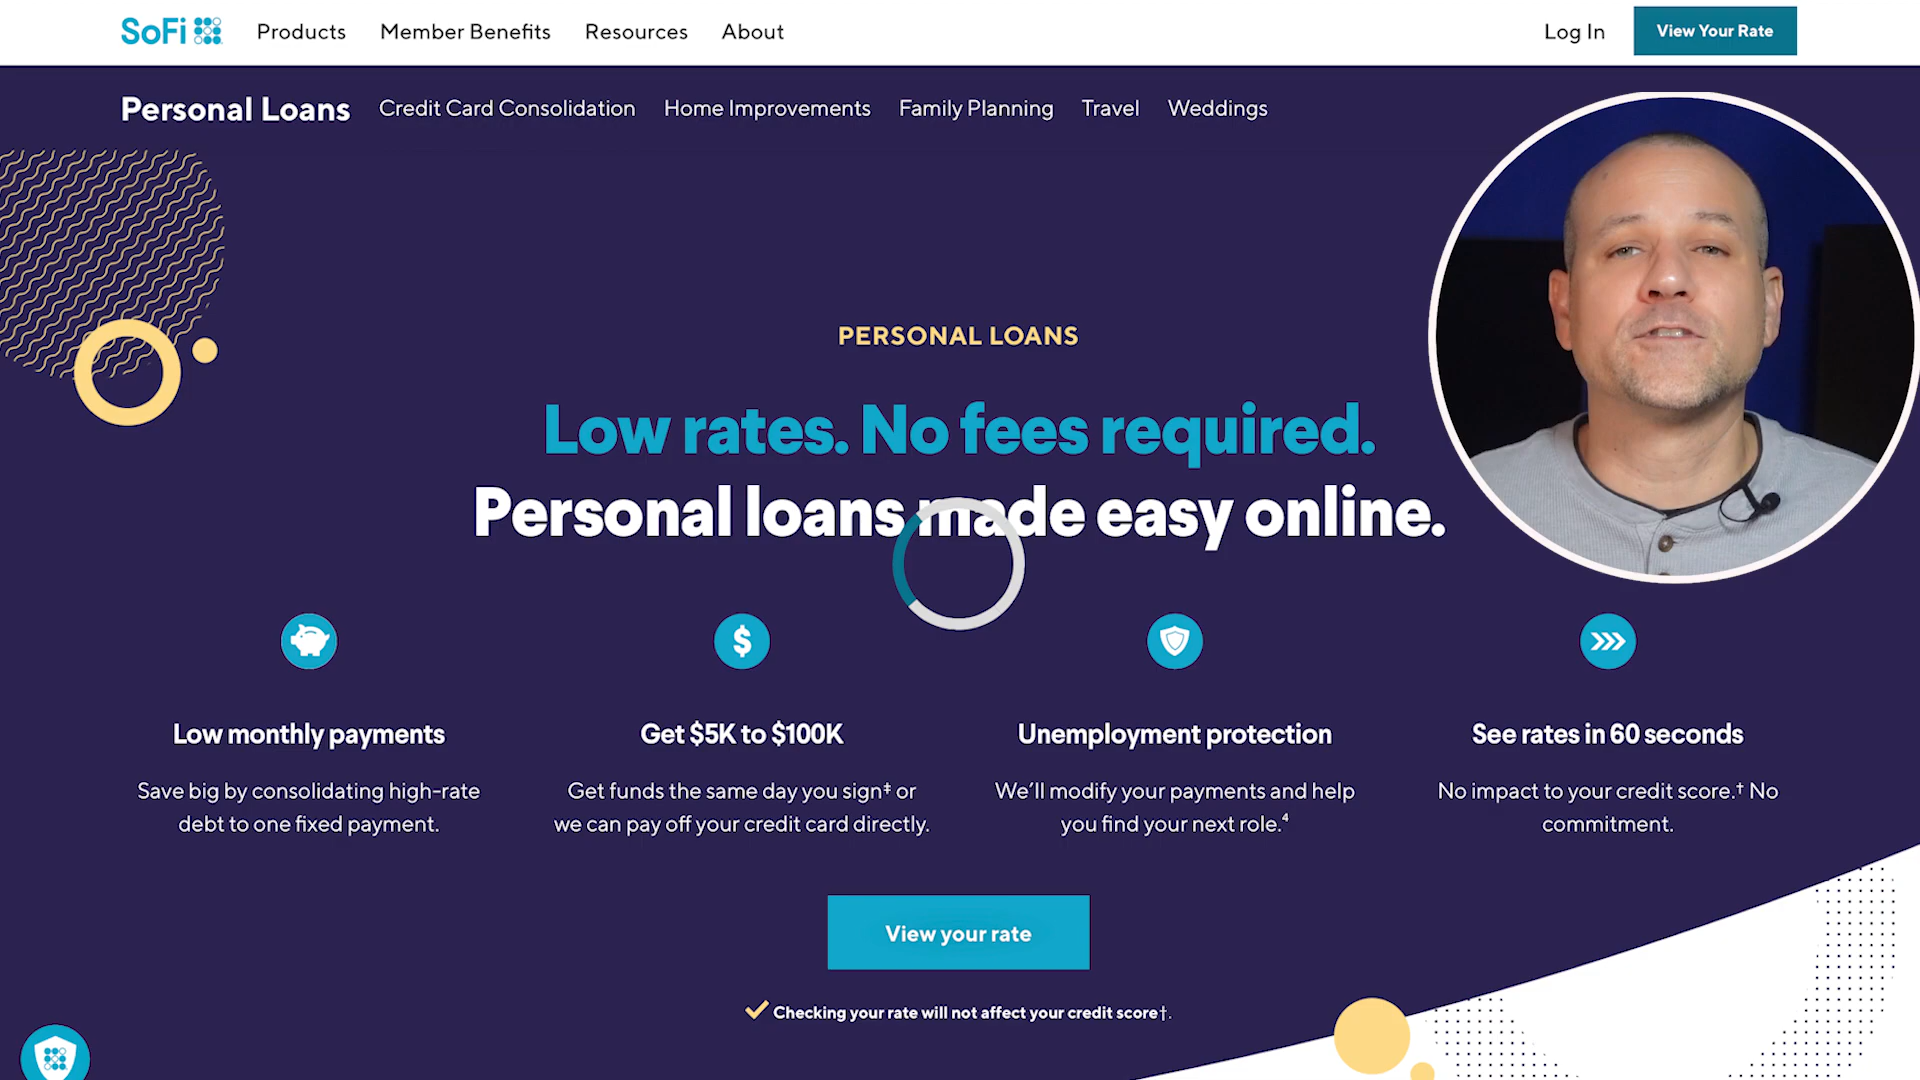 SoFi
Products
Member Benefits
Resources
About
Log In
View Your Rate
Personal Loans
Credit Card Consolidation
Home Improvements
Family Planning
Travel
Weddings
PERSONAL LOANS
Low rates. No fees required.
Personal loans made easy online.
Low monthly payments
Save big by consolidating high-rate
debt to one fixed payment.
Get $5K to $100K
Get funds the same day you sign‡ or
we can pay off your credit card directly.
Unemployment protection
We’ll modify your payments and help
you find your next role.⁴
See rates in 60 seconds
No impact to your credit score.† No
commitment.
View your rate
Checking your rate will not affect your credit score†.